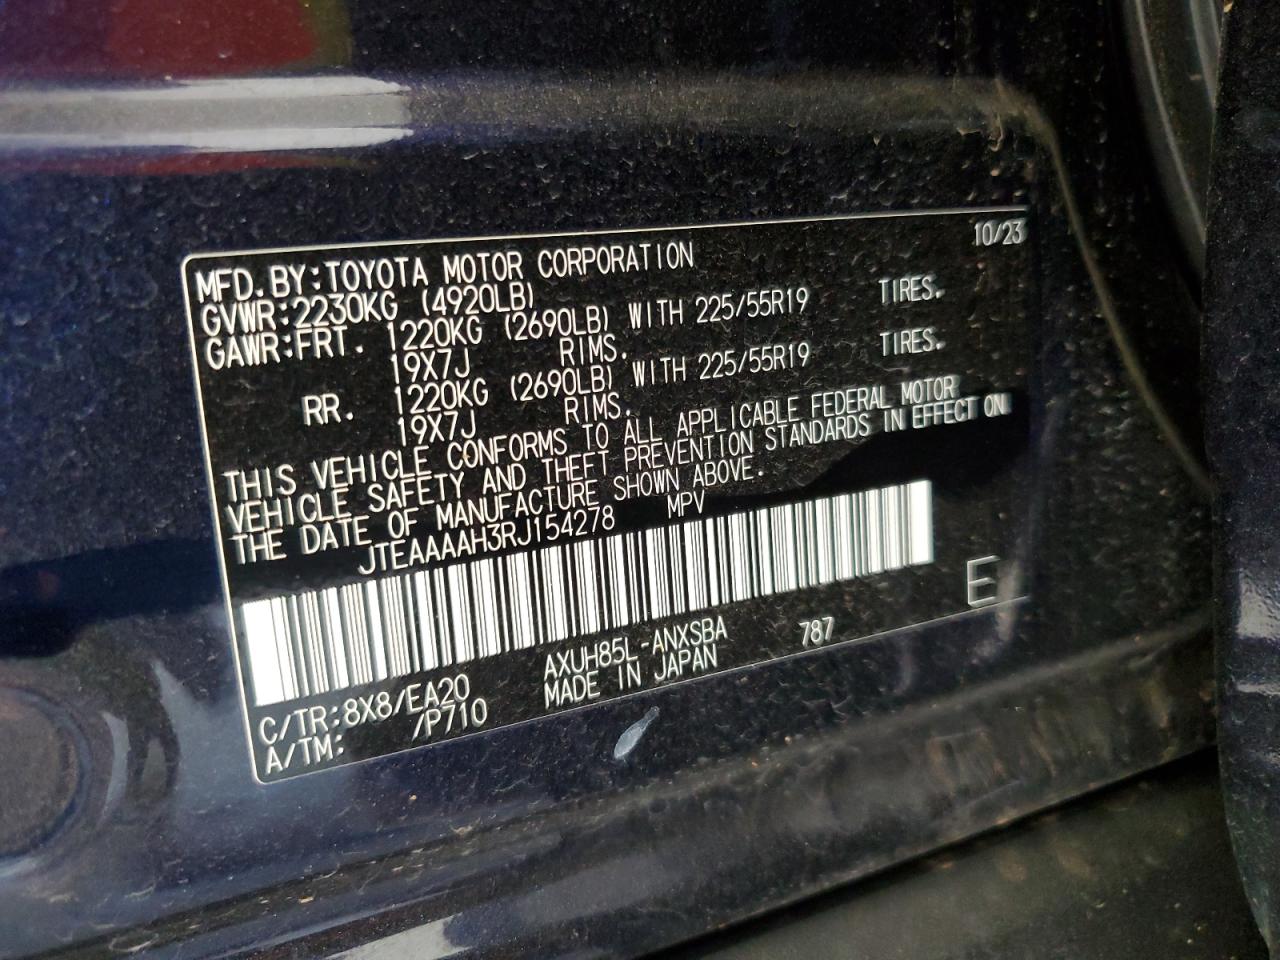 10/23
MFD.BY:TOYOTA MOTOR CORPORATION
GVWR:2230KG (4920LB)
GAWR:FRT. 1220KG (2690LB) WITH 225/55R19 TIRES.
19X7J RIMS.
RR. 1220KG (2690LB) WITH 225/55R19 TIRES.
19X7J RIMS.
THIS VEHICLE CONFORMS TO ALL APPLICABLE FEDERAL MOTOR
VEHICLE SAFETY AND THEFT PREVENTION STANDARDS IN EFFECT ON
THE DATE OF MANUFACTURE SHOWN ABOVE.
JTEAAAAH3RJ154278 MPV
E
C/TR:8X8/EA20 AXUH85L-ANXSBA 787
A/TM: /P710 MADE IN JAPAN